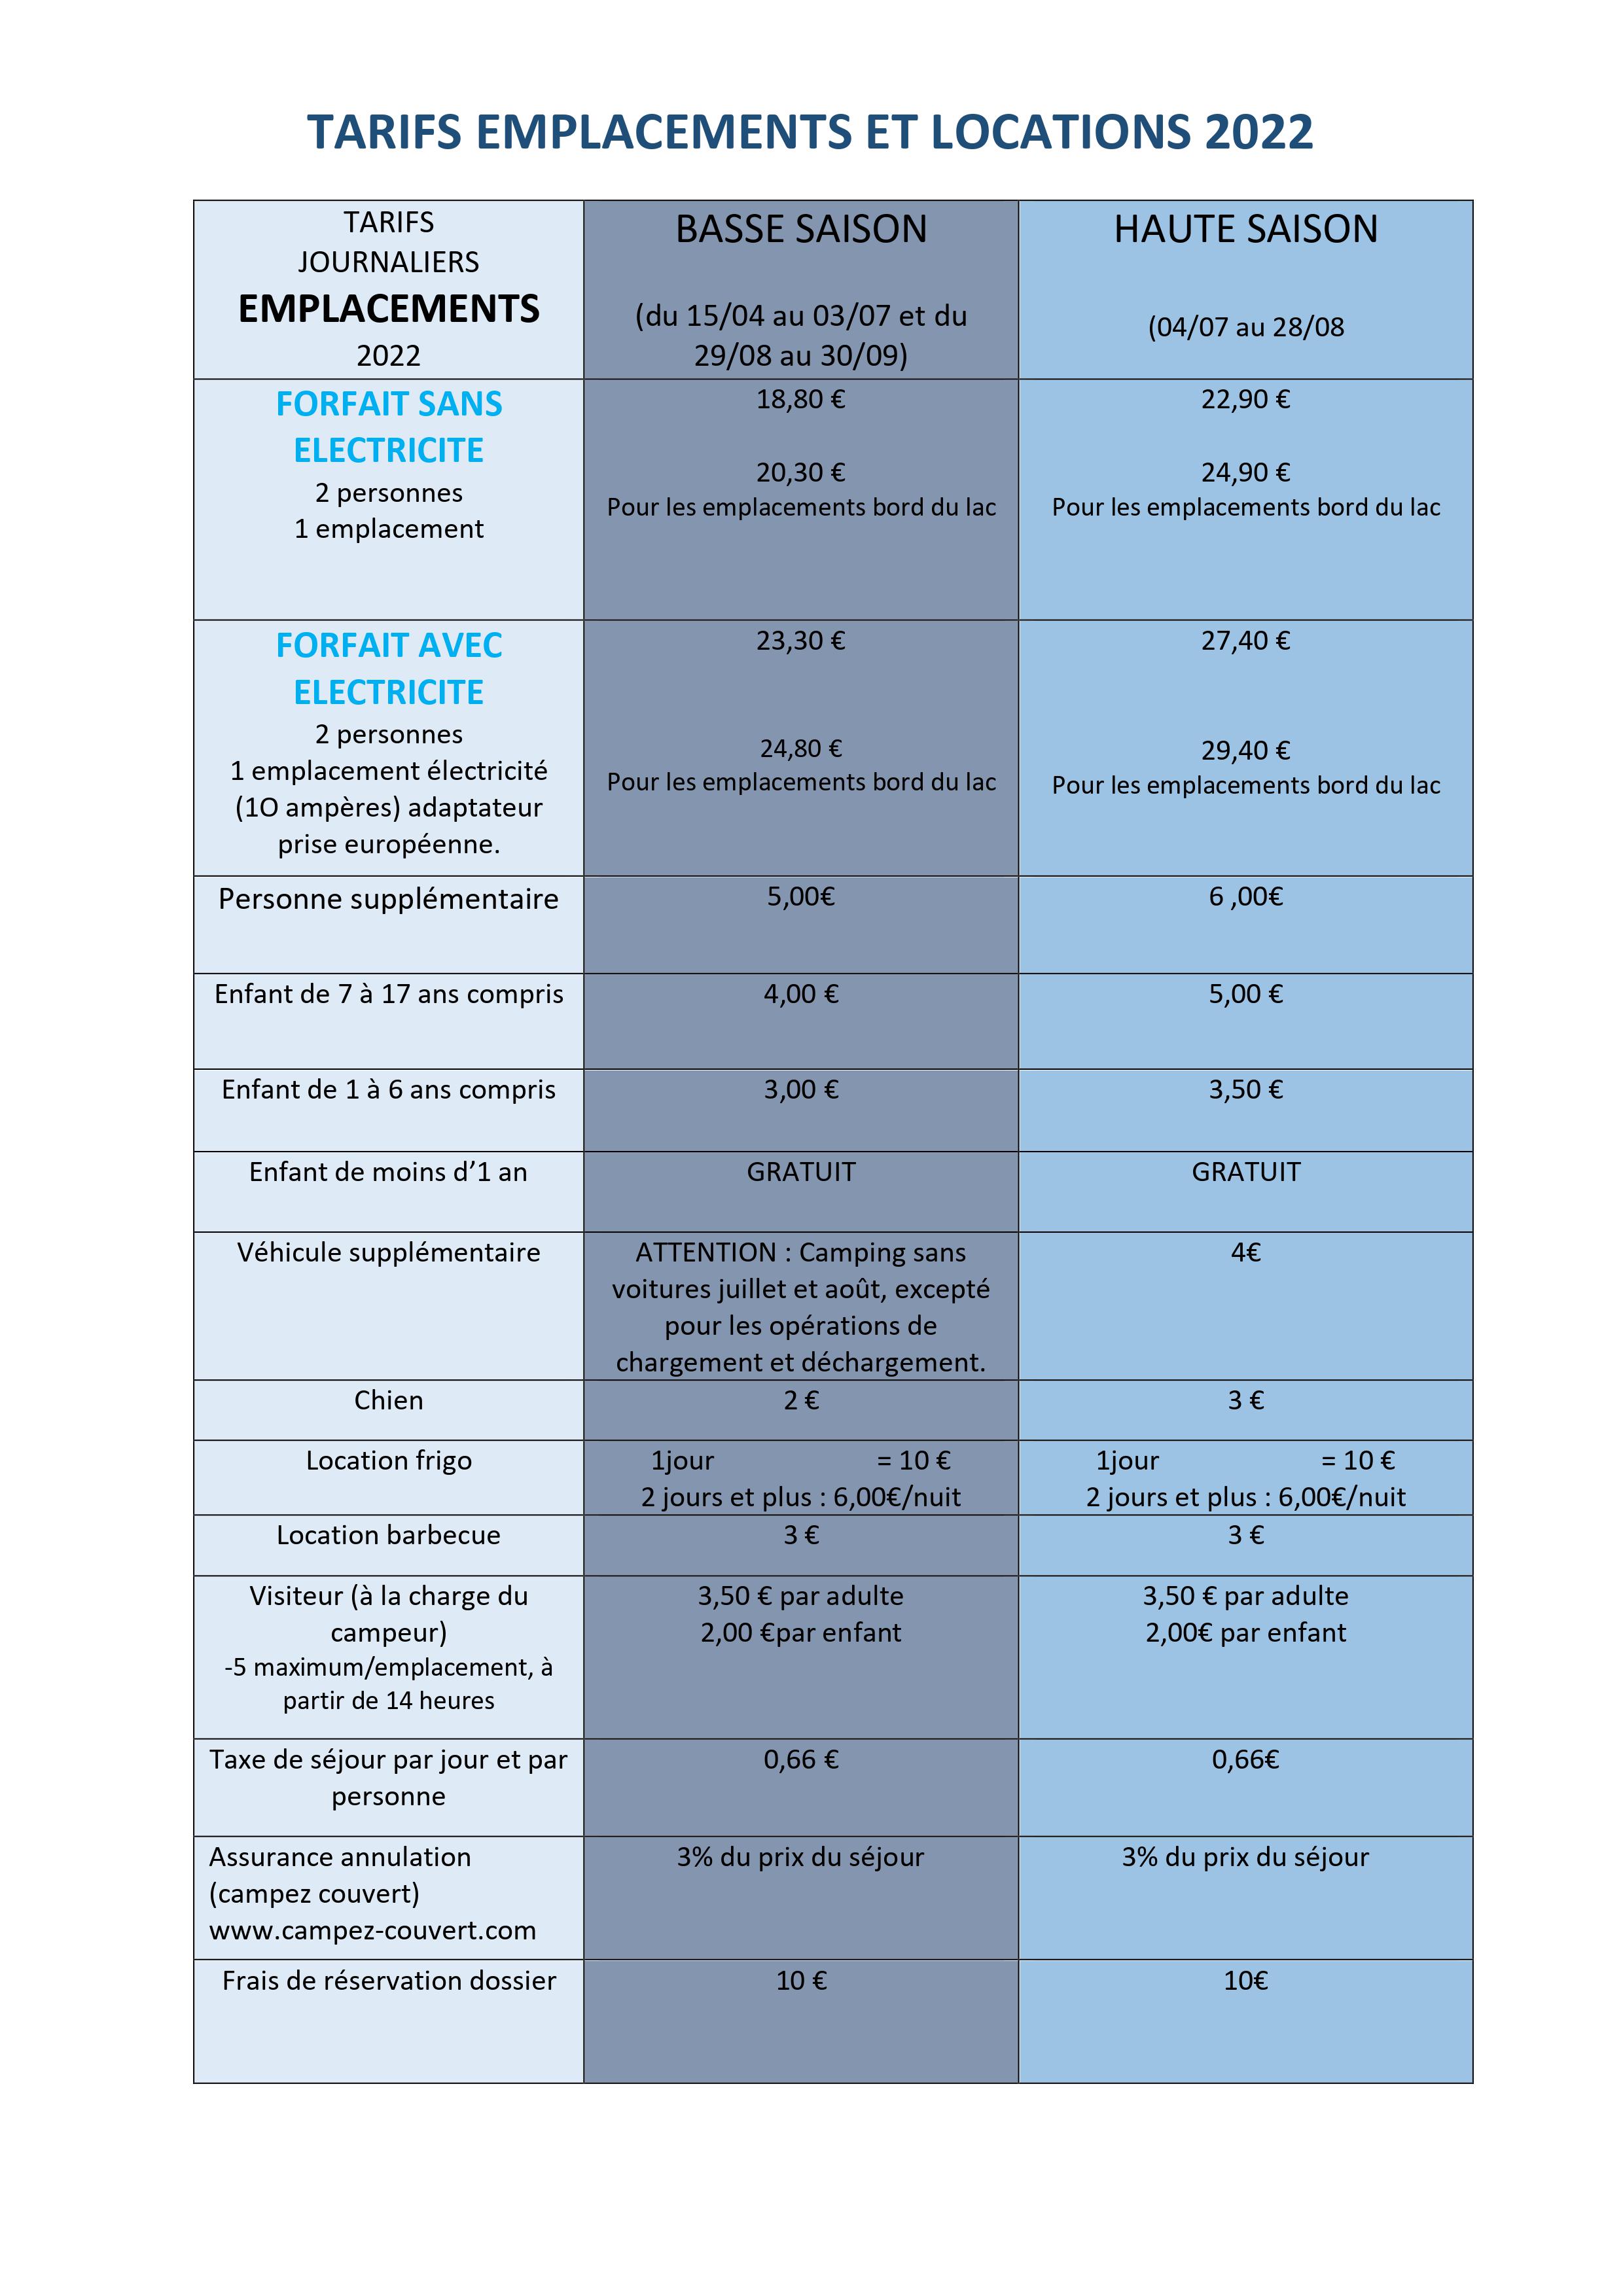 TARIFS EMPLACEMENTS ET LOCATIONS 2022
TARIFS
JOURNALIERS
EMPLACEMENTS
2022
BASSE SAISON
(du 15/04 au 03/07 et du
29/08 au 30/09)
HAUTE SAISON
(04/07 au 28/08
FORFAIT SANS
ELECTRICITE
2 personnes
1 emplacement
18,80 €
20,30 €
Pour les emplacements bord du lac
22,90 €
24,90 €
Pour les emplacements bord du lac
FORFAIT AVEC
ELECTRICITE
2 personnes
1 emplacement électricité
(1O ampères) adaptateur
prise européenne.
23,30 €
24,80 €
Pour les emplacements bord du lac
27,40 €
29,40 €
Pour les emplacements bord du lac
Personne supplémentaire
5,00€
6 ,00€
Enfant de 7 à 17 ans compris
4,00 €
5,00 €
Enfant de 1 à 6 ans compris
3,00 €
3,50 €
Enfant de moins d’1 an
GRATUIT
GRATUIT
Véhicule supplémentaire
ATTENTION : Camping sans
voitures juillet et août, excepté
pour les opérations de
chargement et déchargement.
4€
Chien
2 €
3 €
Location frigo
1jour = 10 €
2 jours et plus : 6,00€/nuit
1jour = 10 €
2 jours et plus : 6,00€/nuit
Location barbecue
3 €
3 €
Visiteur (à la charge du
campeur)
-5 maximum/emplacement, à
partir de 14 heures
3,50 € par adulte
2,00 €par enfant
3,50 € par adulte
2,00€ par enfant
Taxe de séjour par jour et par
personne
0,66 €
0,66€
Assurance annulation
(campez couvert)
www.campez-couvert.com
3% du prix du séjour
3% du prix du séjour
Frais de réservation dossier
10 €
10€